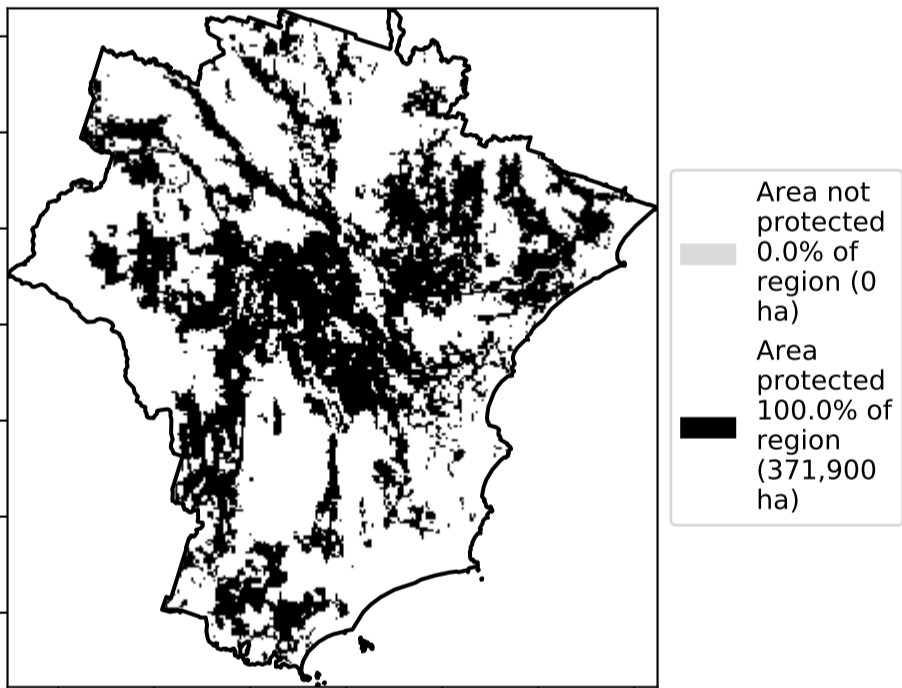 Area not
protected
0.0% of
region (0
ha)
Area
protected
100.0% of
region
(371,900
ha)